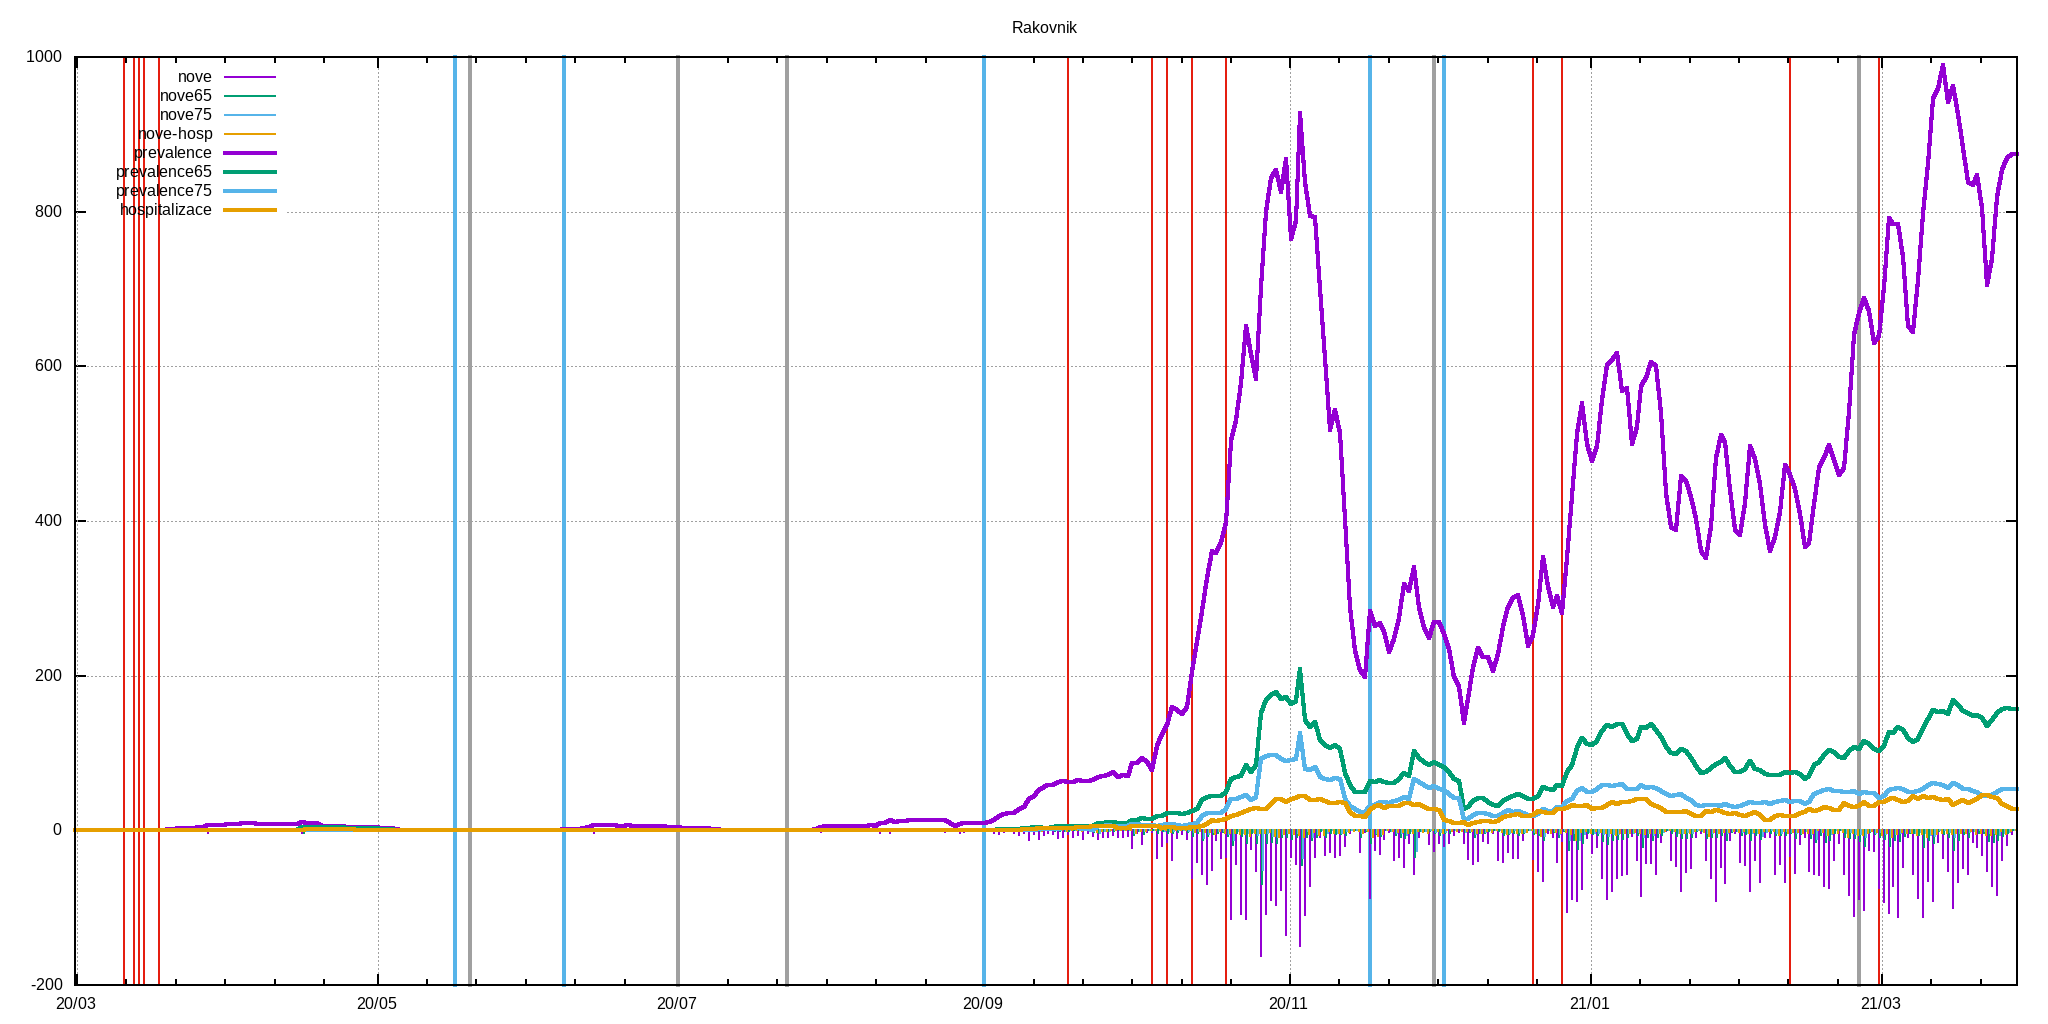 Rakovnik
1000
800
600
400
200
0
-200
nove
nove65
nove75
nove-hosp
prevalence
prevalence65
prevalence75
hospitalizace
20/03 20/05 20/07 20/09 20/11 21/01 21/03